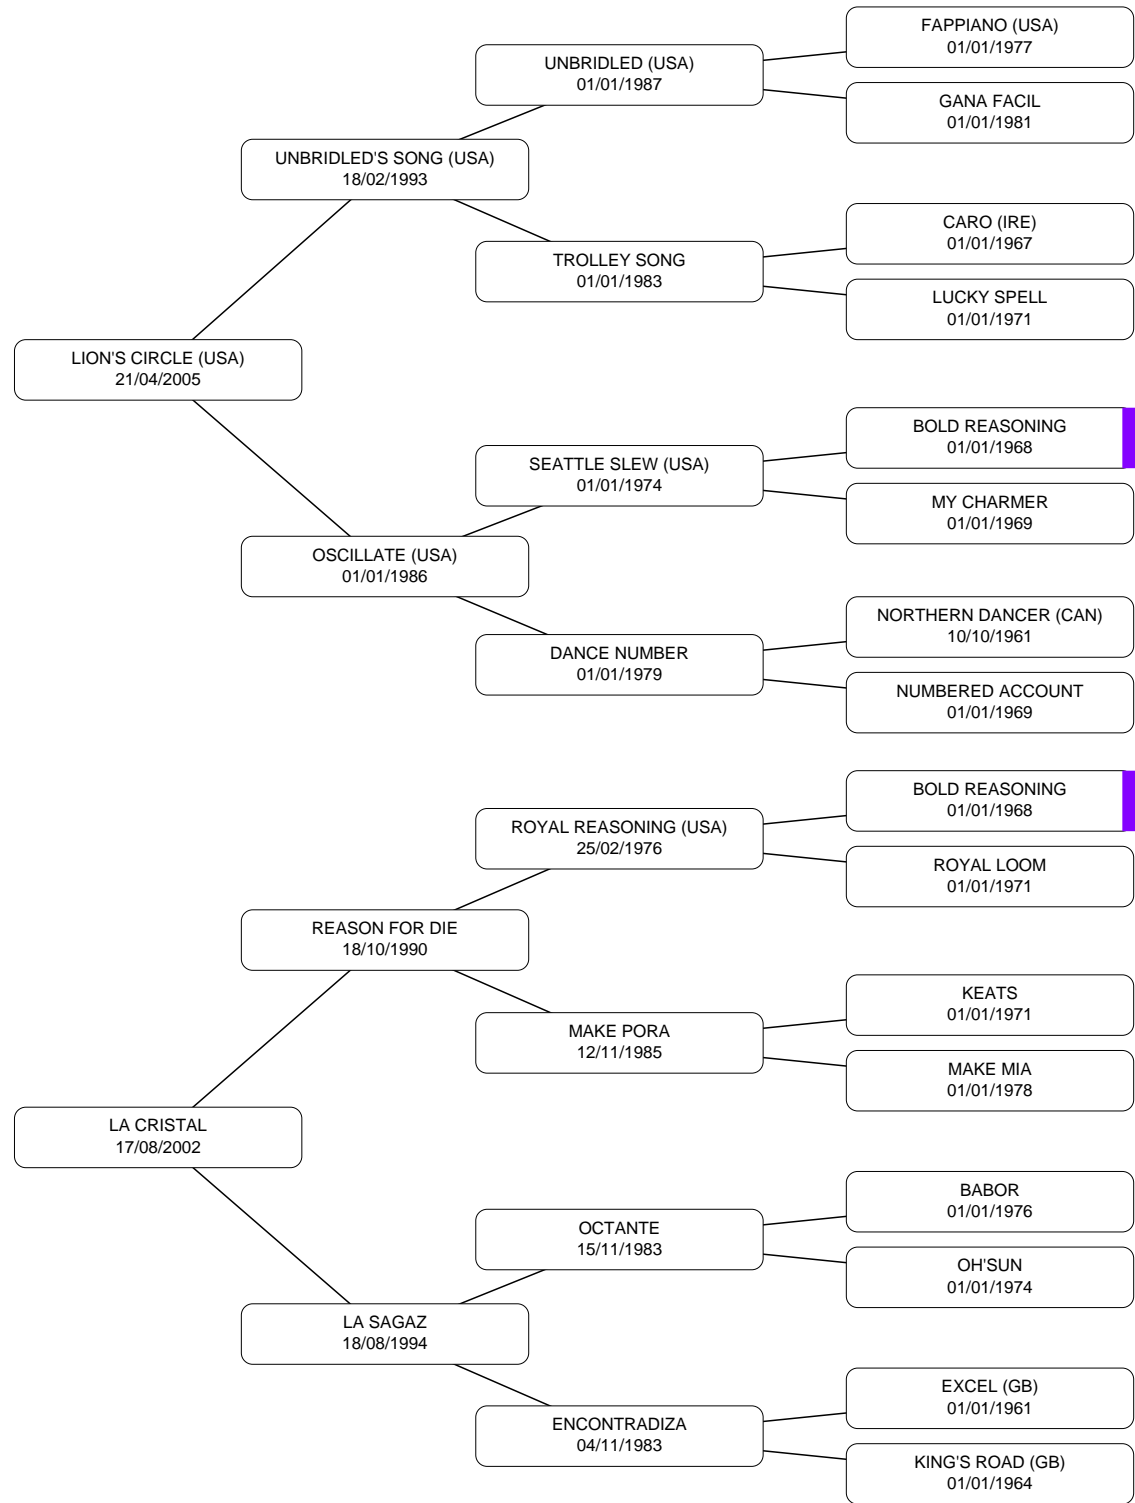 FAPPIANO (USA)
01/01/1977
UNBRIDLED (USA)
01/01/1987
GANA FACIL
01/01/1981
UNBRIDLED'S SONG (USA)
18/02/1993
CARO (IRE)
01/01/1967
TROLLEY SONG
01/01/1983
LUCKY SPELL
01/01/1971
LION'S CIRCLE (USA)
21/04/2005
BOLD REASONING
01/01/1968
SEATTLE SLEW (USA)
01/01/1974
MY CHARMER
01/01/1969
OSCILLATE (USA)
01/01/1986
NORTHERN DANCER (CAN)
10/10/1961
DANCE NUMBER
01/01/1979
NUMBERED ACCOUNT
01/01/1969
BOLD REASONING
01/01/1968
ROYAL REASONING (USA)
25/02/1976
ROYAL LOOM
01/01/1971
REASON FOR DIE
18/10/1990
KEATS
01/01/1971
MAKE PORA
12/11/1985
MAKE MIA
01/01/1978
LA CRISTAL
17/08/2002
BABOR
01/01/1976
OCTANTE
15/11/1983
OH'SUN
01/01/1974
LA SAGAZ
18/08/1994
EXCEL (GB)
01/01/1961
ENCONTRADIZA
04/11/1983
KING'S ROAD (GB)
01/01/1964